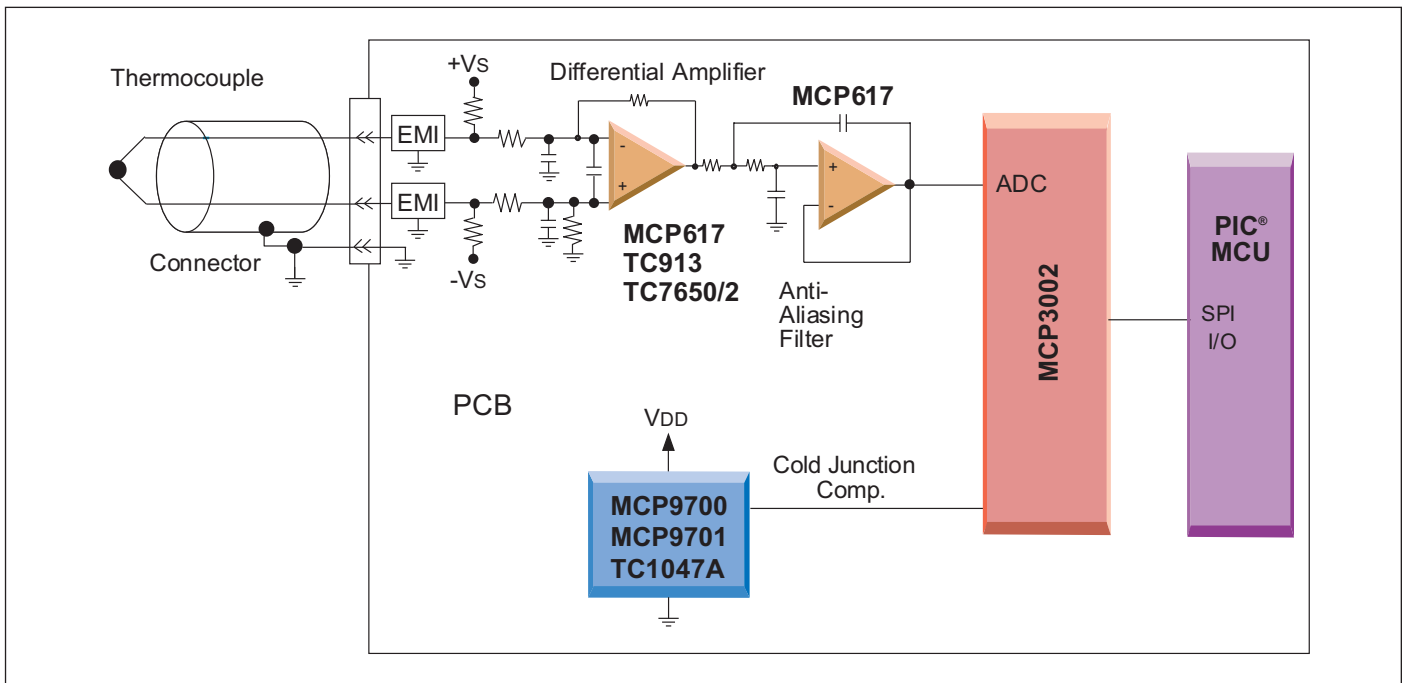 Thermocouple
+VS
Differential Amplifier
MCP617
EMI
-
+
+
-
ADC
EMI
Connector
-VS
MCP617
TC913
TC7650/2
Anti-
Aliasing
Filter
MCP3002
PIC®
MCU
SPI
I/O
PCB
VDD
Cold Junction
Comp.
MCP9700
MCP9701
TC1047A